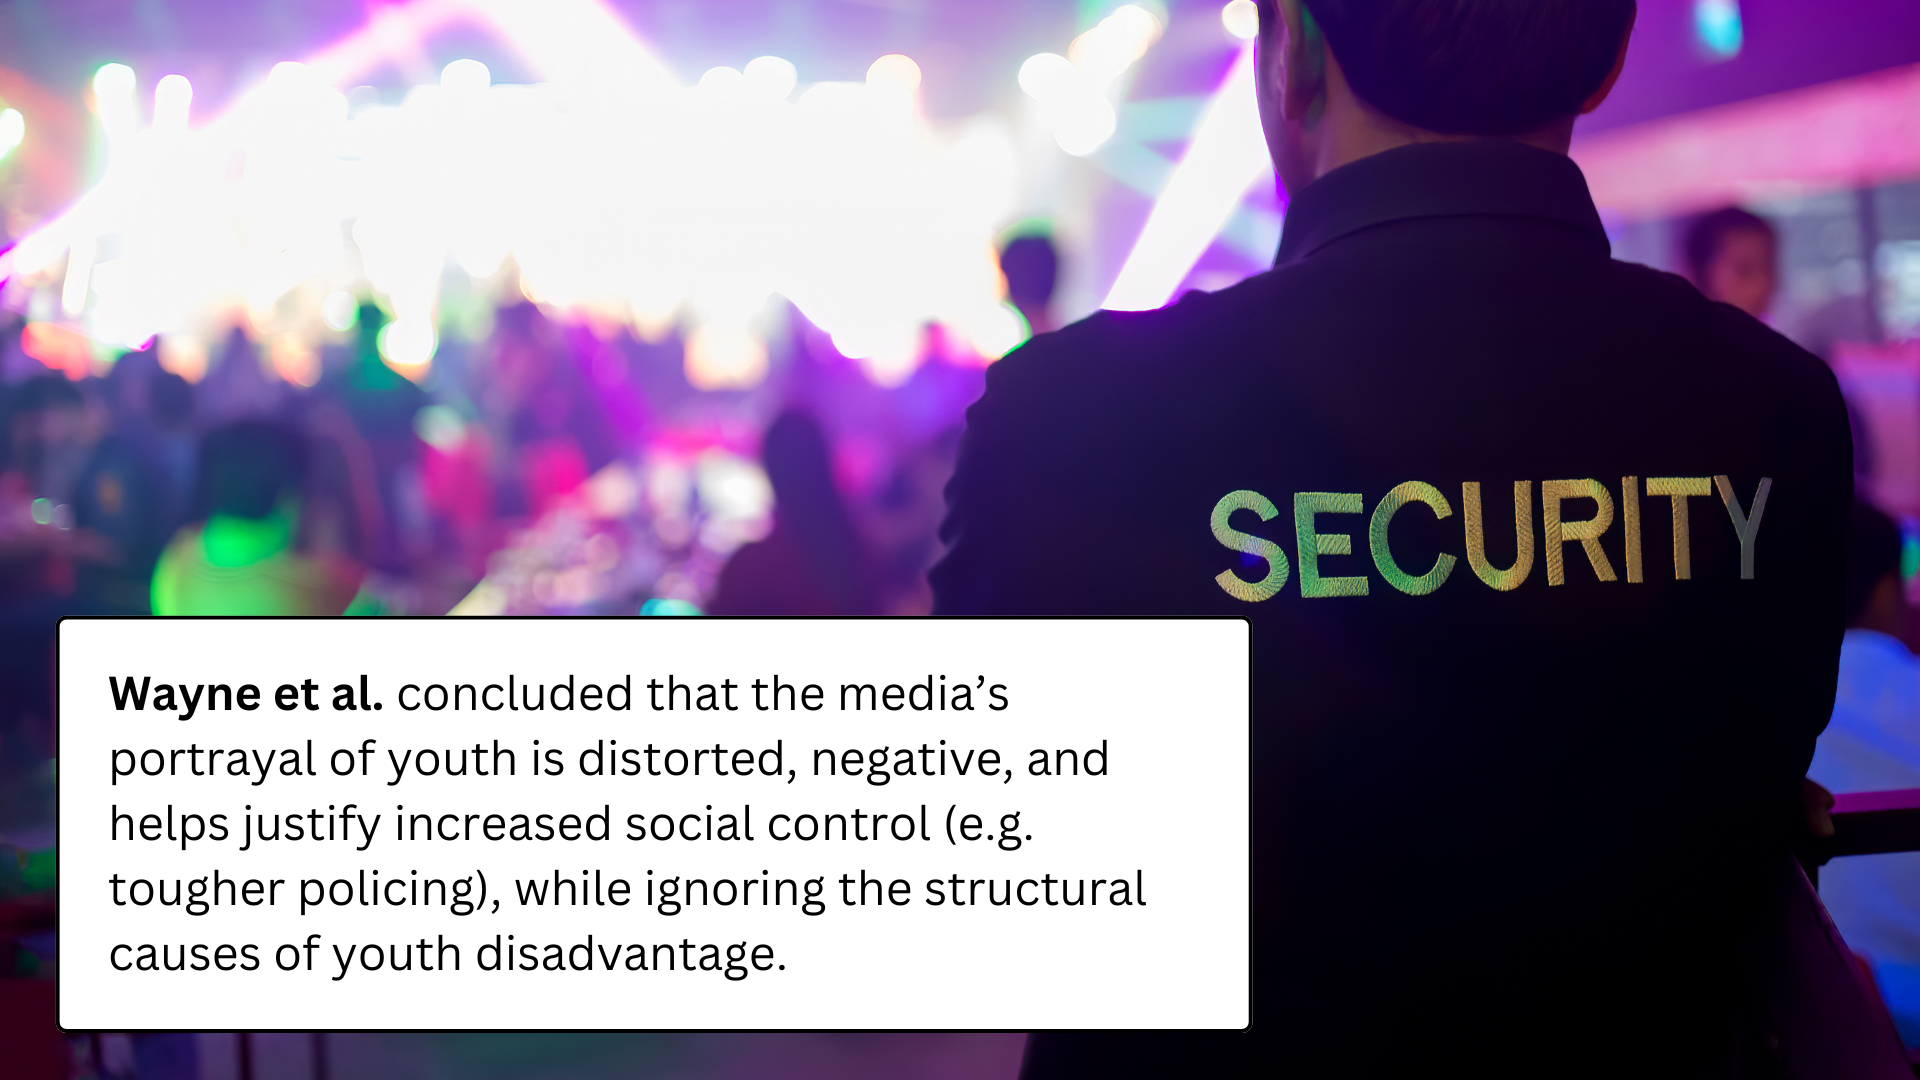 SECURITY
Wayne et al. concluded that the media’s
portrayal of youth is distorted, negative, and
helps justify increased social control (e.g.
tougher policing), while ignoring the structural
causes of youth disadvantage.